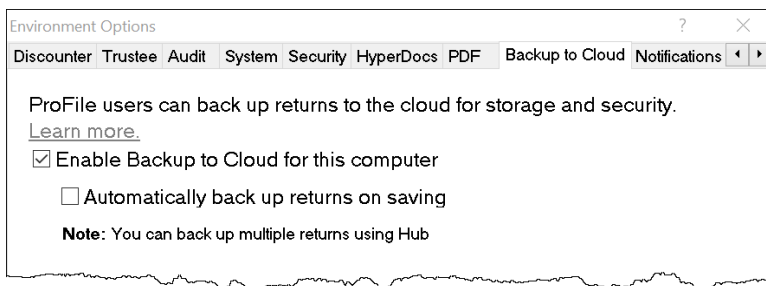 Environment Options ?
Discounter Trustee Audit System Security HyperDocs PDF Backup to Cloud Notifications
ProFile users can back up returns to the cloud for storage and security.
Learn more.
Enable Backup to Cloud for this computer
Automatically back up returns on saving
Note: You can back up multiple returns using Hub